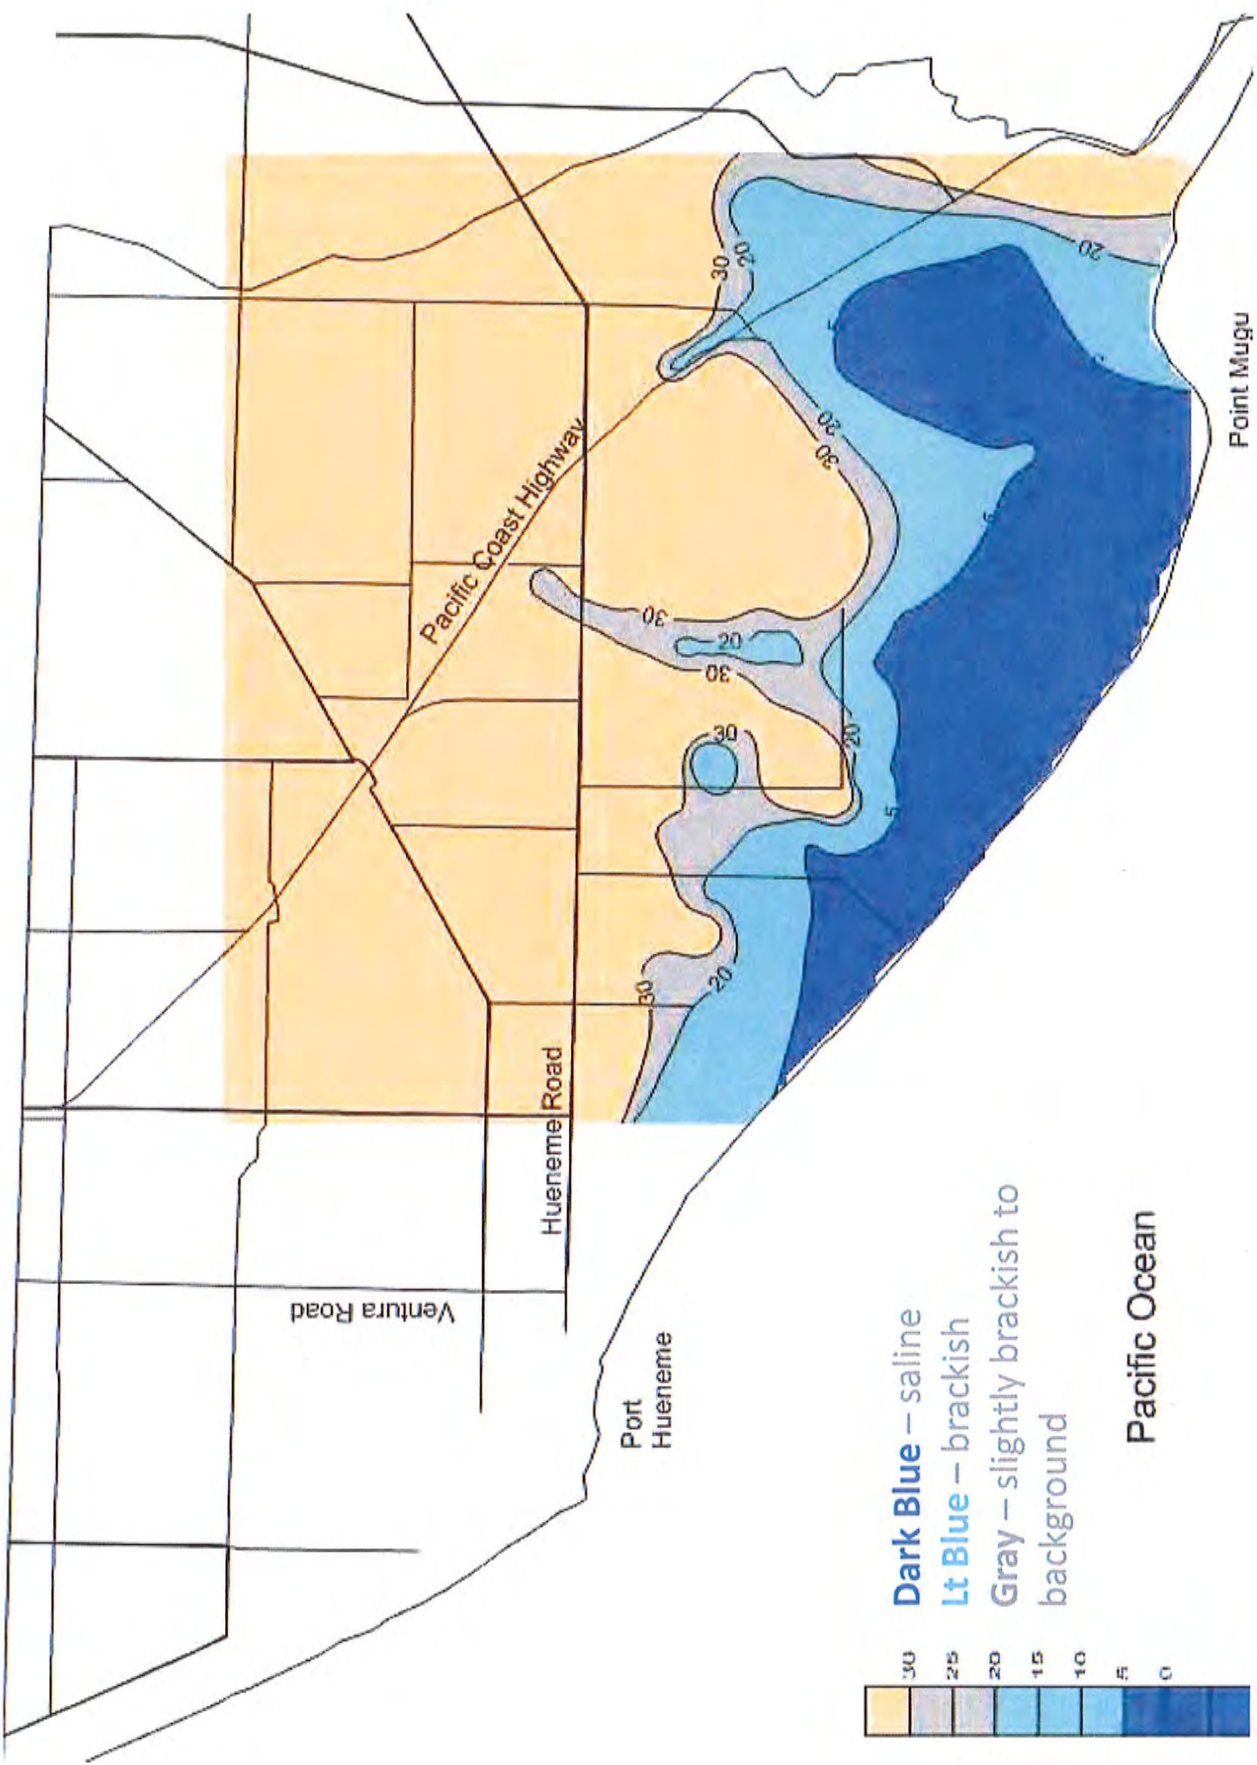 Pacific Coast Highway
Hueneme Road
Ventura Road
Port
Hueneme
Point Mugu
Pacific Ocean
Dark Blue – saline
Lt Blue – brackish
Gray – slightly brackish to
background
30
25
20
15
10
5
0
30
20
30
20
30
30
20
30
20
20
30
20
20
5
5